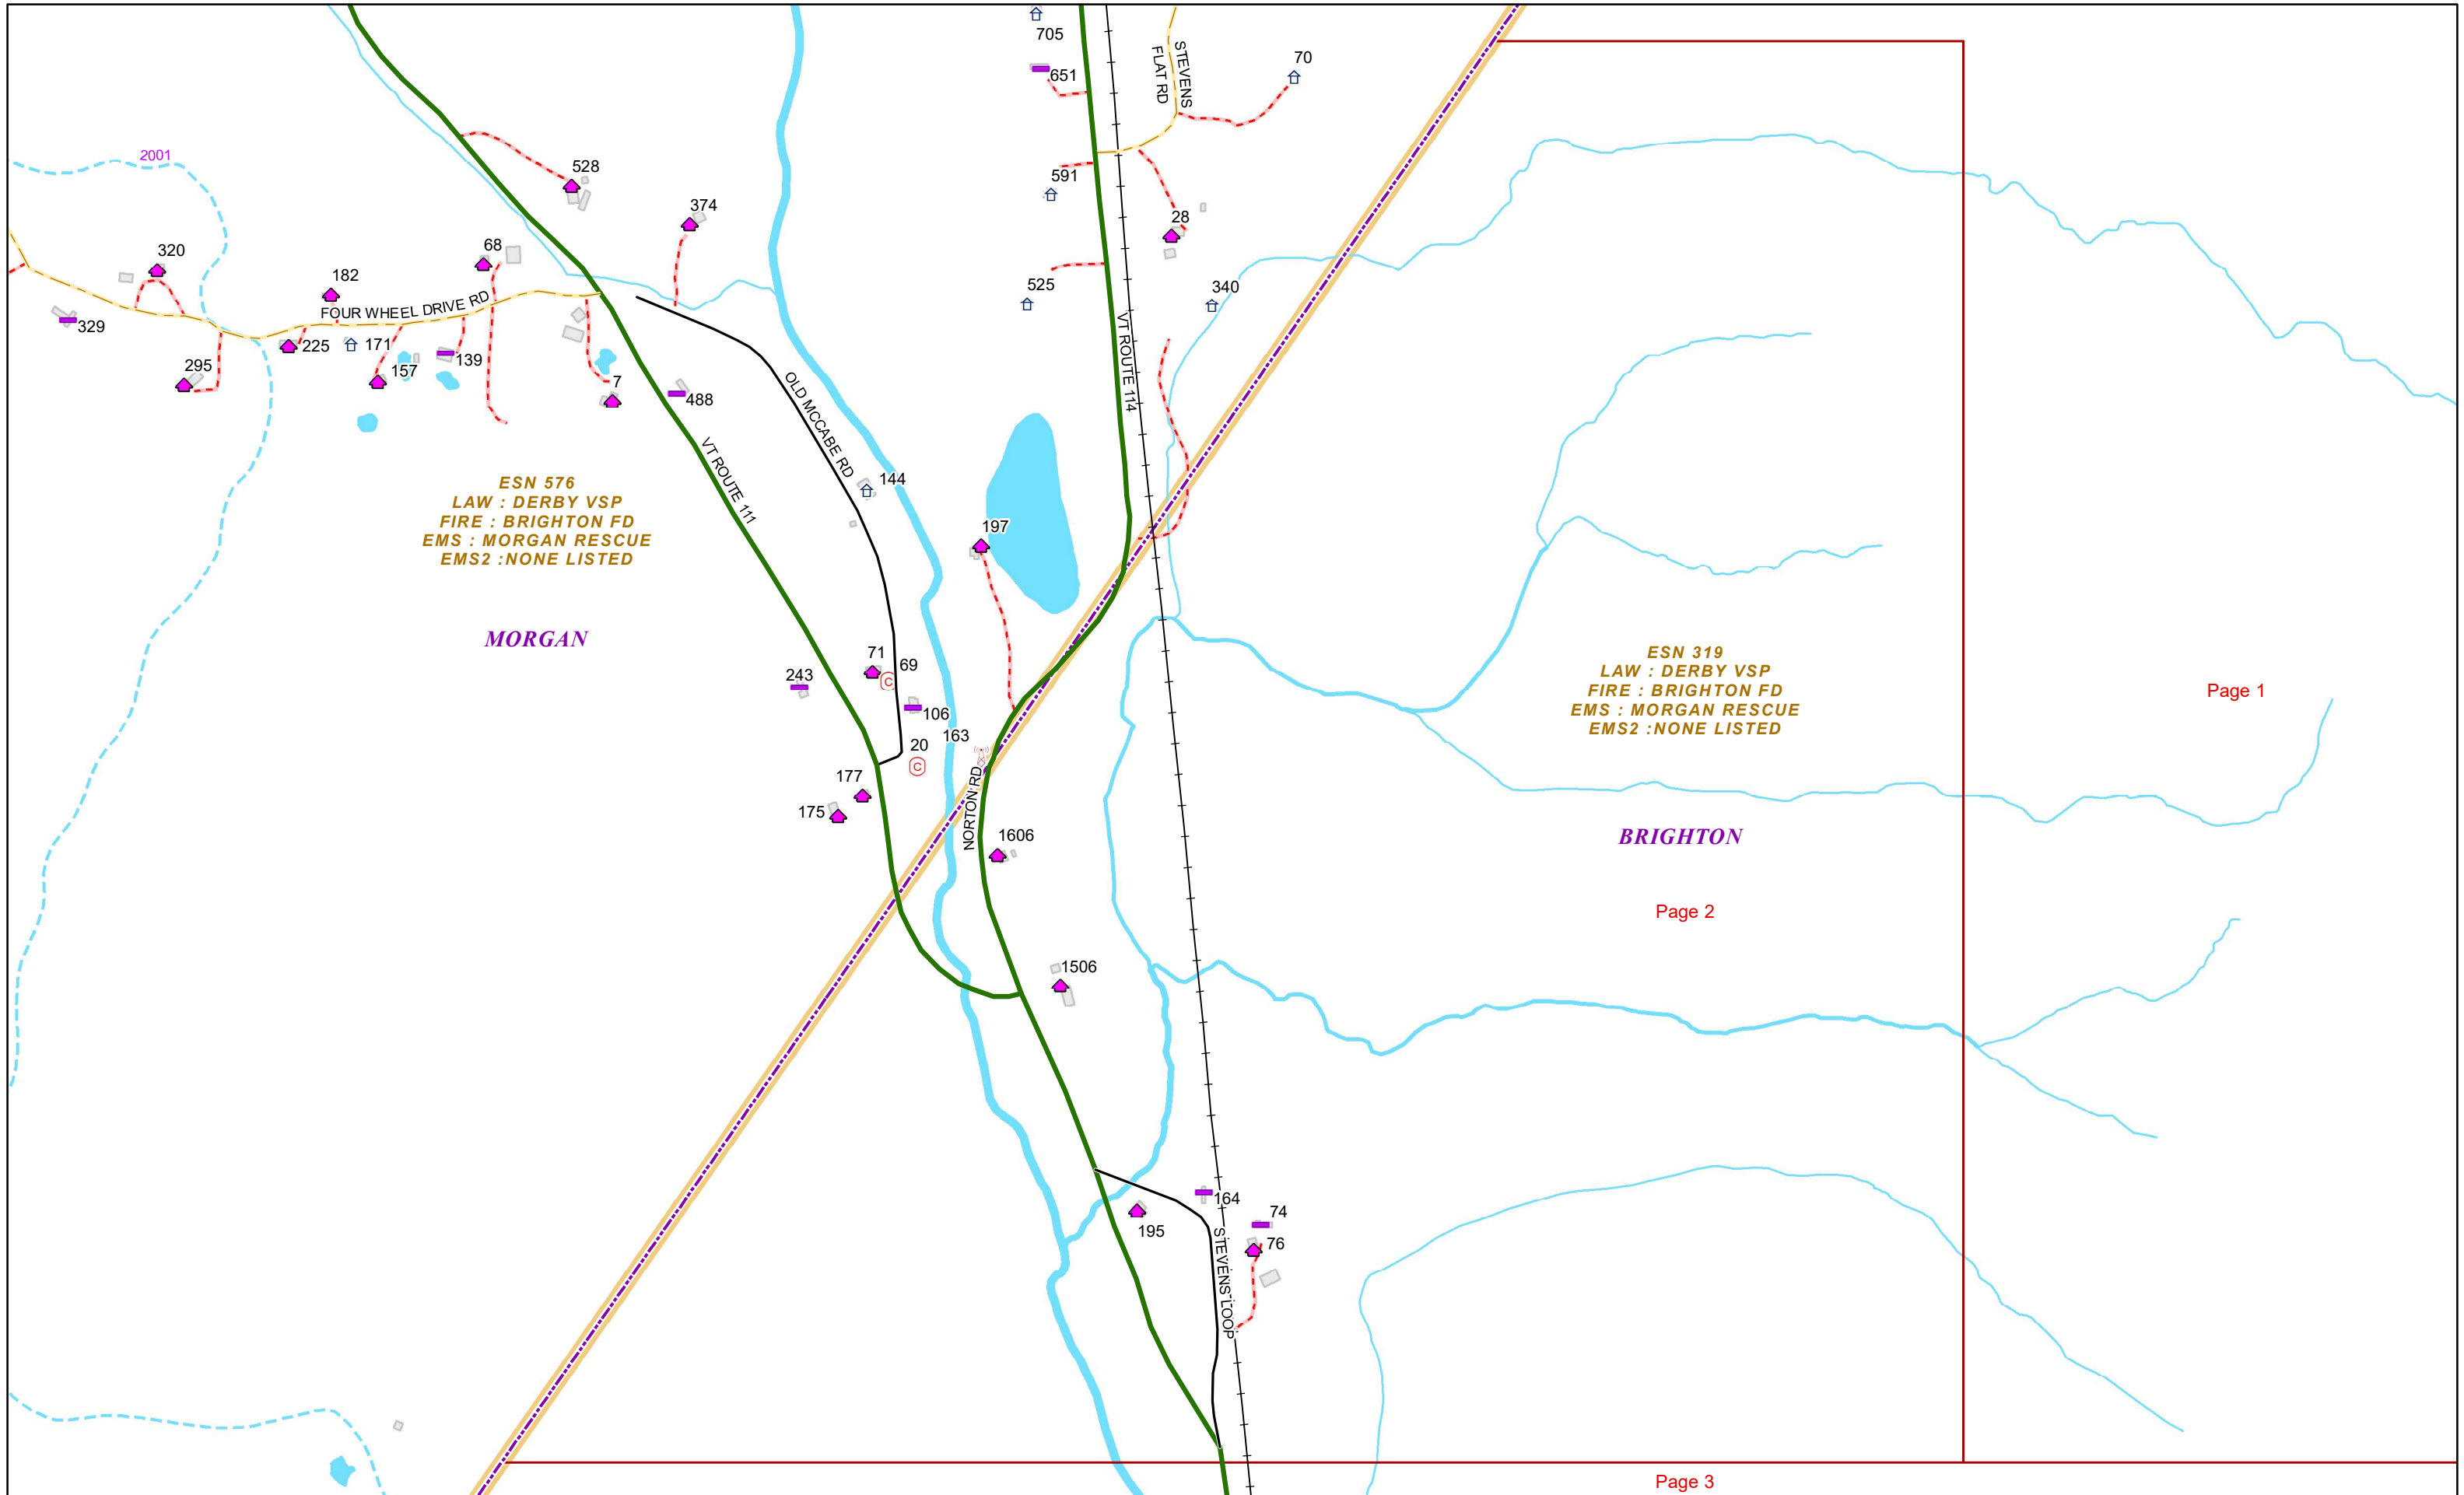 705
651
STEVENS
FLAT RD
70
2001
528
591
374
28
320
68
182
525
340
329
FOUR WHEEL DRIVE RD
225
171
139
295
157
7
488
VT ROUTE 114
OLD MCCABE RD
VT ROUTE 111
144
ESN 576
LAW : DERBY VSP
FIRE : BRIGHTON FD
EMS : MORGAN RESCUE
EMS2 :NONE LISTED
197
MORGAN
71
69
C
243
106
ESN 319
LAW : DERBY VSP
FIRE : BRIGHTON FD
EMS : MORGAN RESCUE
EMS2 :NONE LISTED
Page 1
20
C
163
177
175
NORTON RD
1606
BRIGHTON
Page 2
1506
164
195
74
76
STEVENS LOOP
Page 3